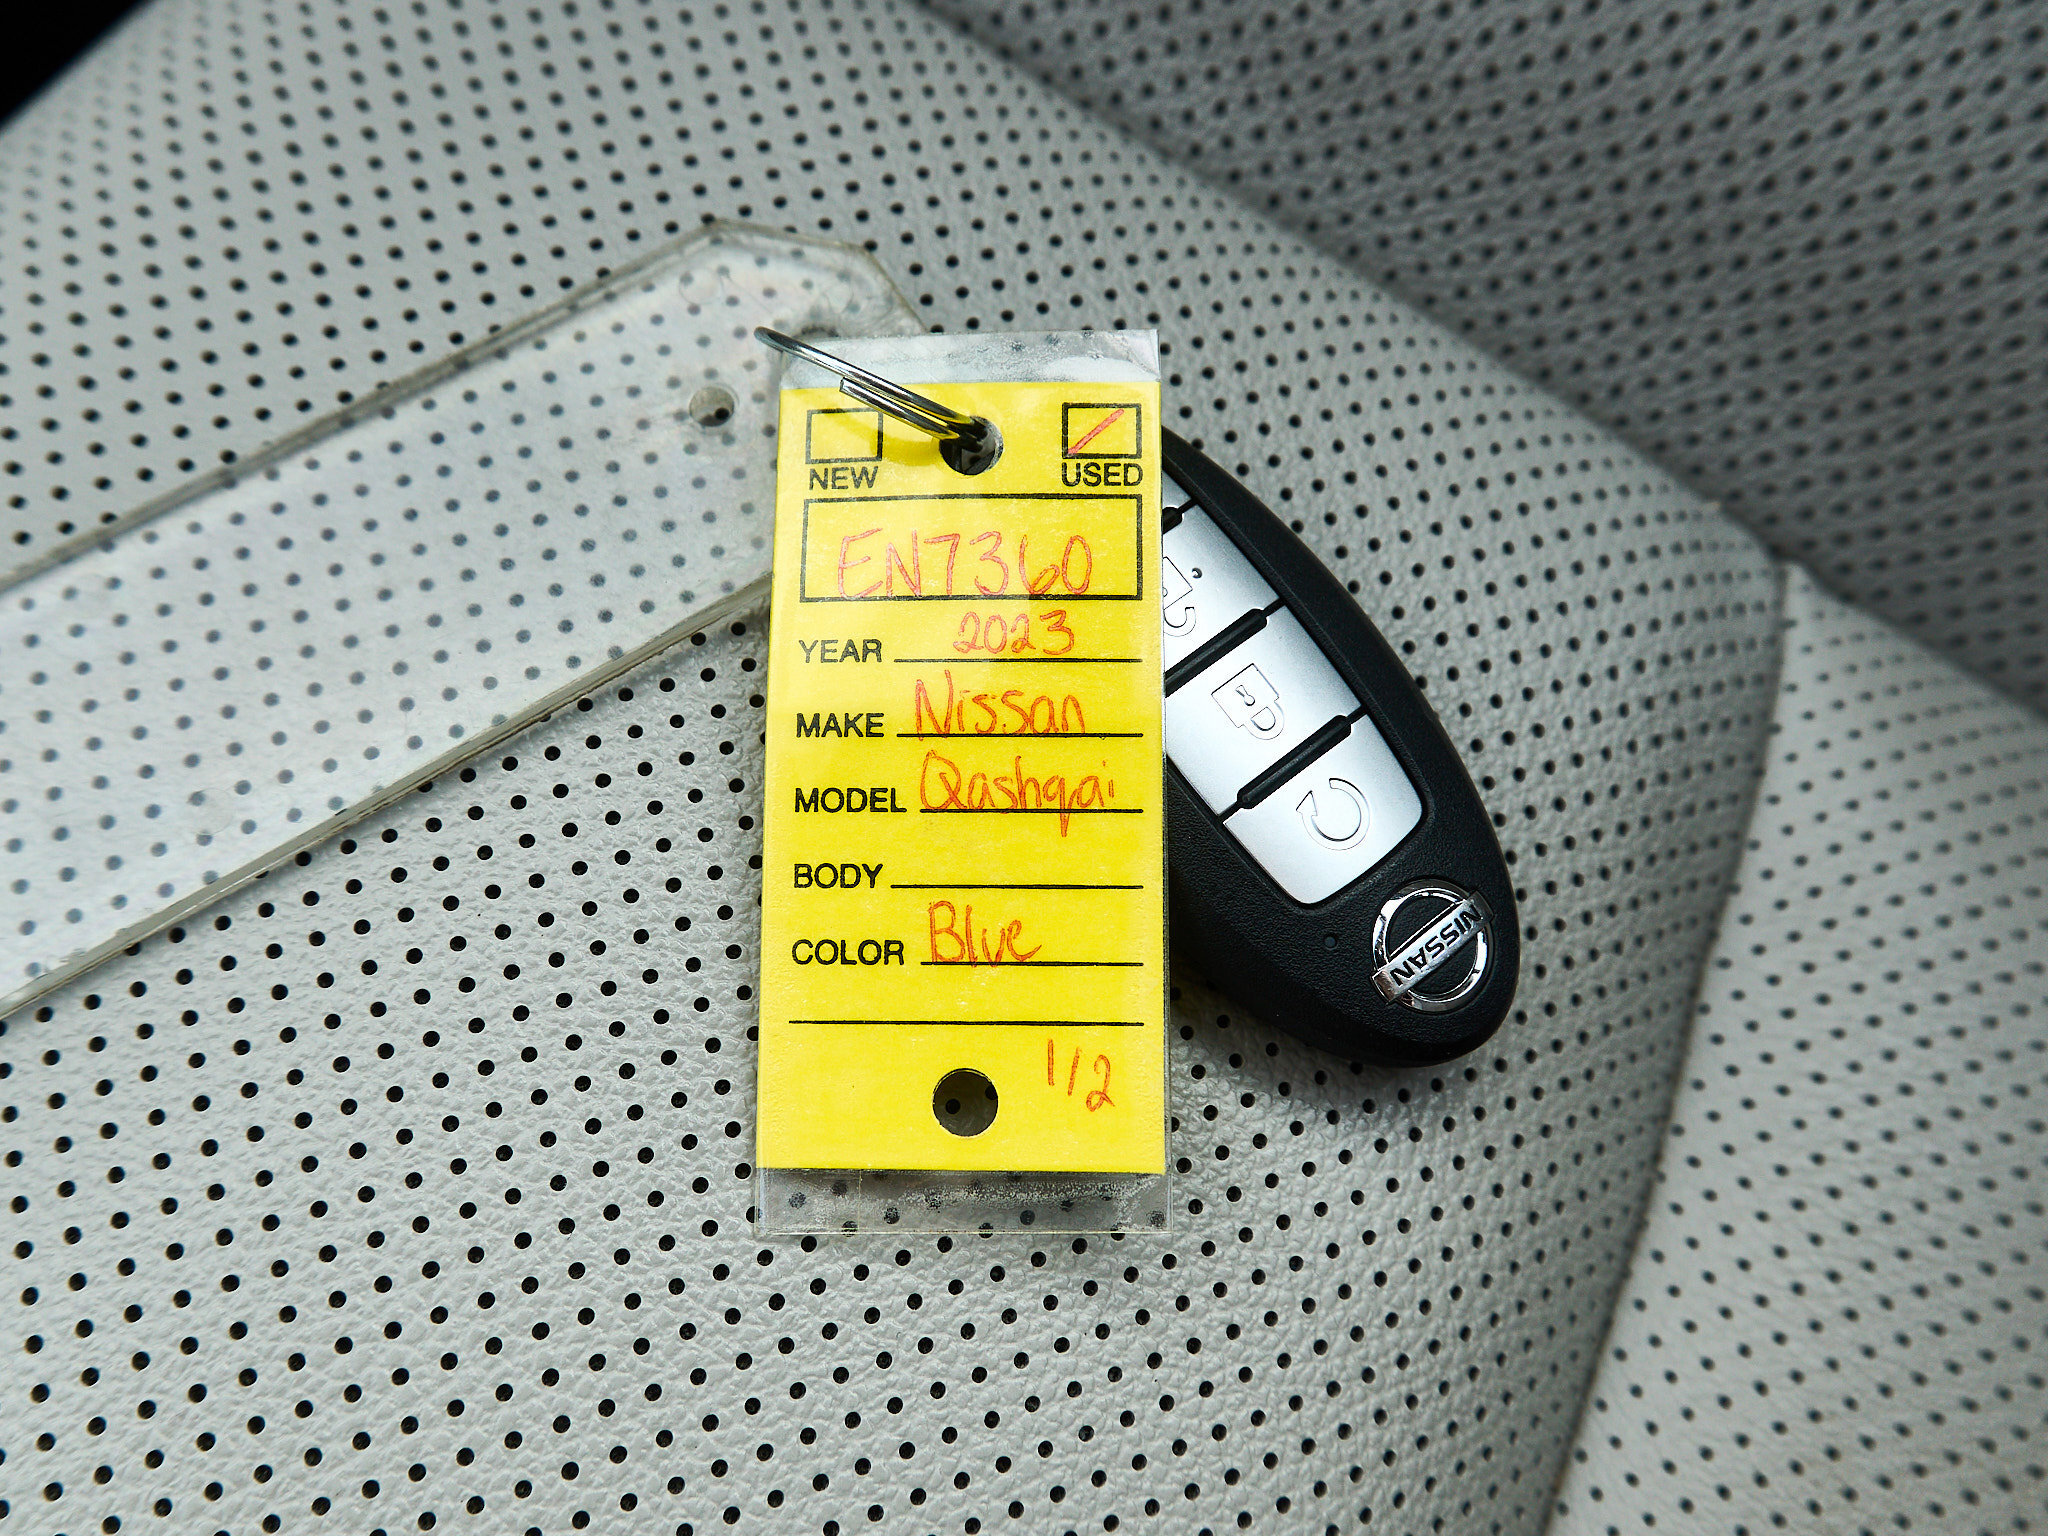 NEW USED
EN7360
YEAR 2023
MAKE Nissan
MODEL Qashqai
BODY
COLOR Blue
1/2
NISSAN